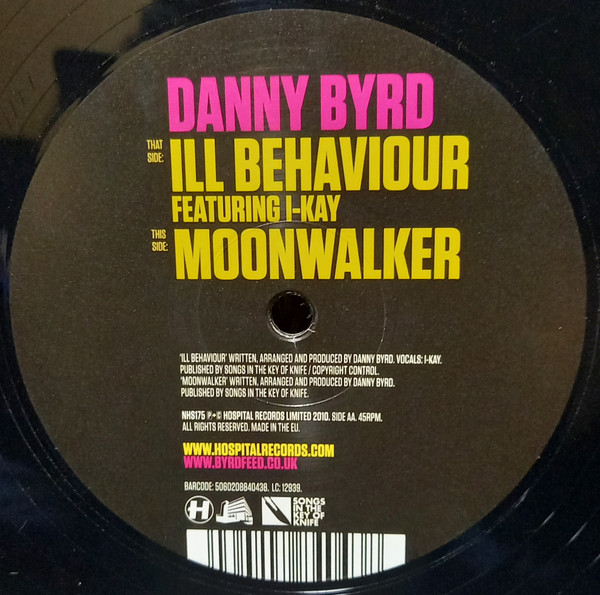 DANNY BYRD
THAT
SIDE:
ILL BEHAVIOUR
FEATURING I-KAY
THIS
SIDE:
MOONWALKER
'ILL BEHAVIOUR' WRITTEN, ARRANGED AND PRODUCED BY DANNY BYRD. VOCALS: I-KAY.
PUBLISHED BY SONGS IN THE KEY OF KNIFE / COPYRIGHT CONTROL.
'MOONWALKER' WRITTEN, ARRANGED AND PRODUCED BY DANNY BYRD.
PUBLISHED BY SONGS IN THE KEY OF KNIFE.
NHS175 ℗+© HOSPITAL RECORDS LIMITED 2010. SIDE AA. 45RPM.
ALL RIGHTS RESERVED. MADE IN THE EU.
WWW.HOSPITALRECORDS.COM
WWW.BYRDFEED.CO.UK
BARCODE: 5060208840438. LC: 12939.
H
SONGS
IN THE
KEY OF
KNIFE